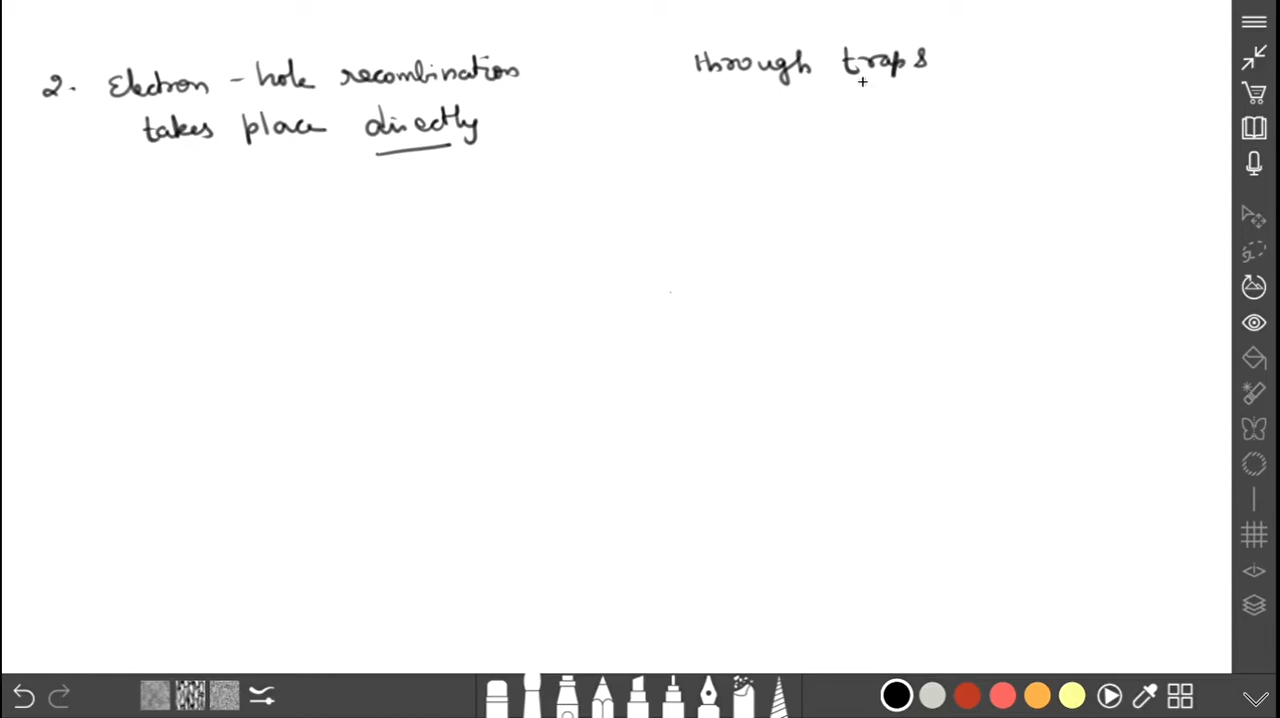 2. Electron - hole recombination
takes place directly
through traps